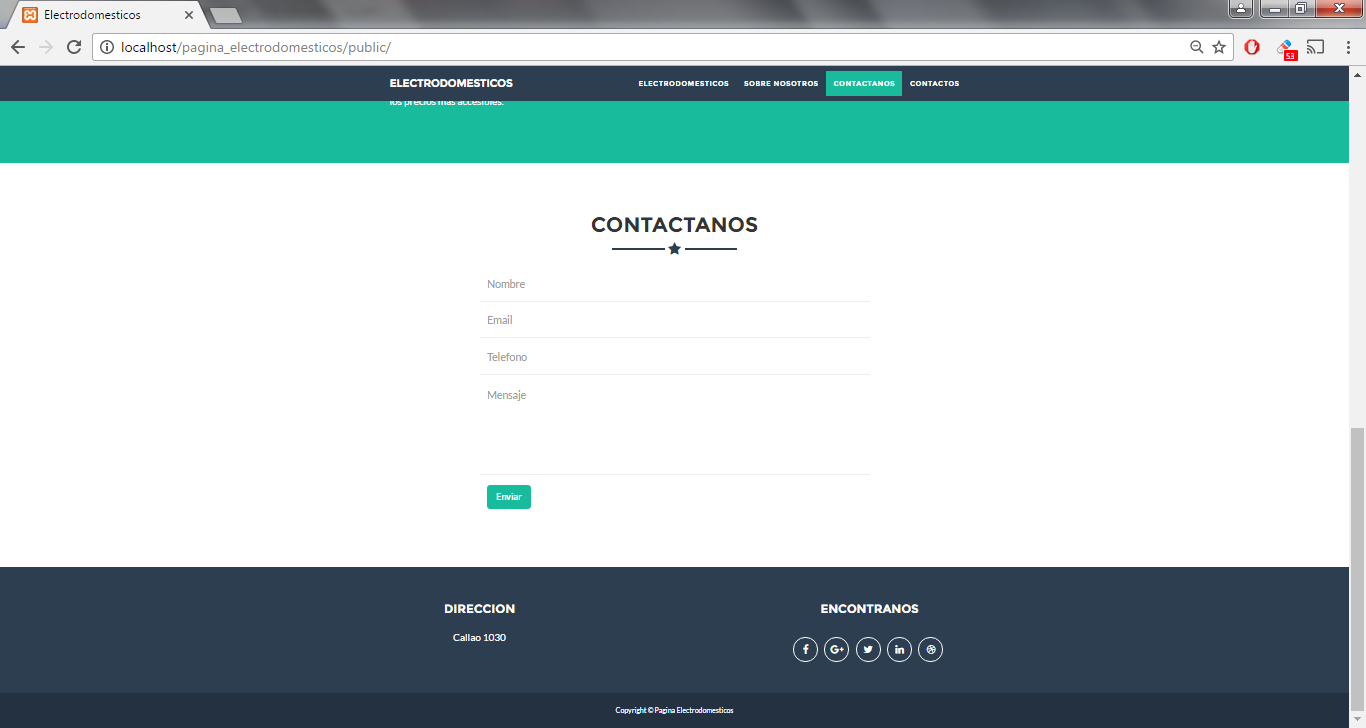 Electrodomesticos
localhost/pagina_electrodomesticos/public/
53
ELECTRODOMESTICOS
ELECTRODOMESTICOS SOBRE NOSOTROS CONTACTANOS CONTACTOS
los precios mas accesibles.
CONTACTANOS
Nombre
Email
Telefono
Mensaje
Enviar
DIRECCION
Callao 1030
ENCONTRANOS
Copyright © Pagina Electrodomesticos